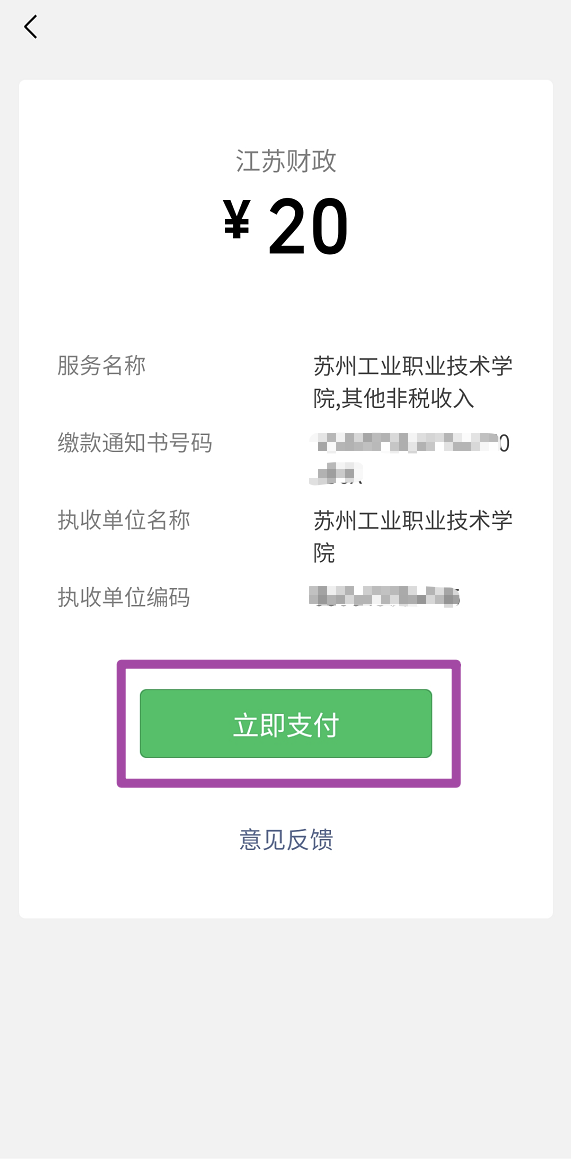 江苏财政
¥ 20
服务名称
苏州工业职业技术学
院,其他非税收入
缴款通知书号码
0
执收单位名称
苏州工业职业技术学
院
执收单位编码
立即支付
意见反馈